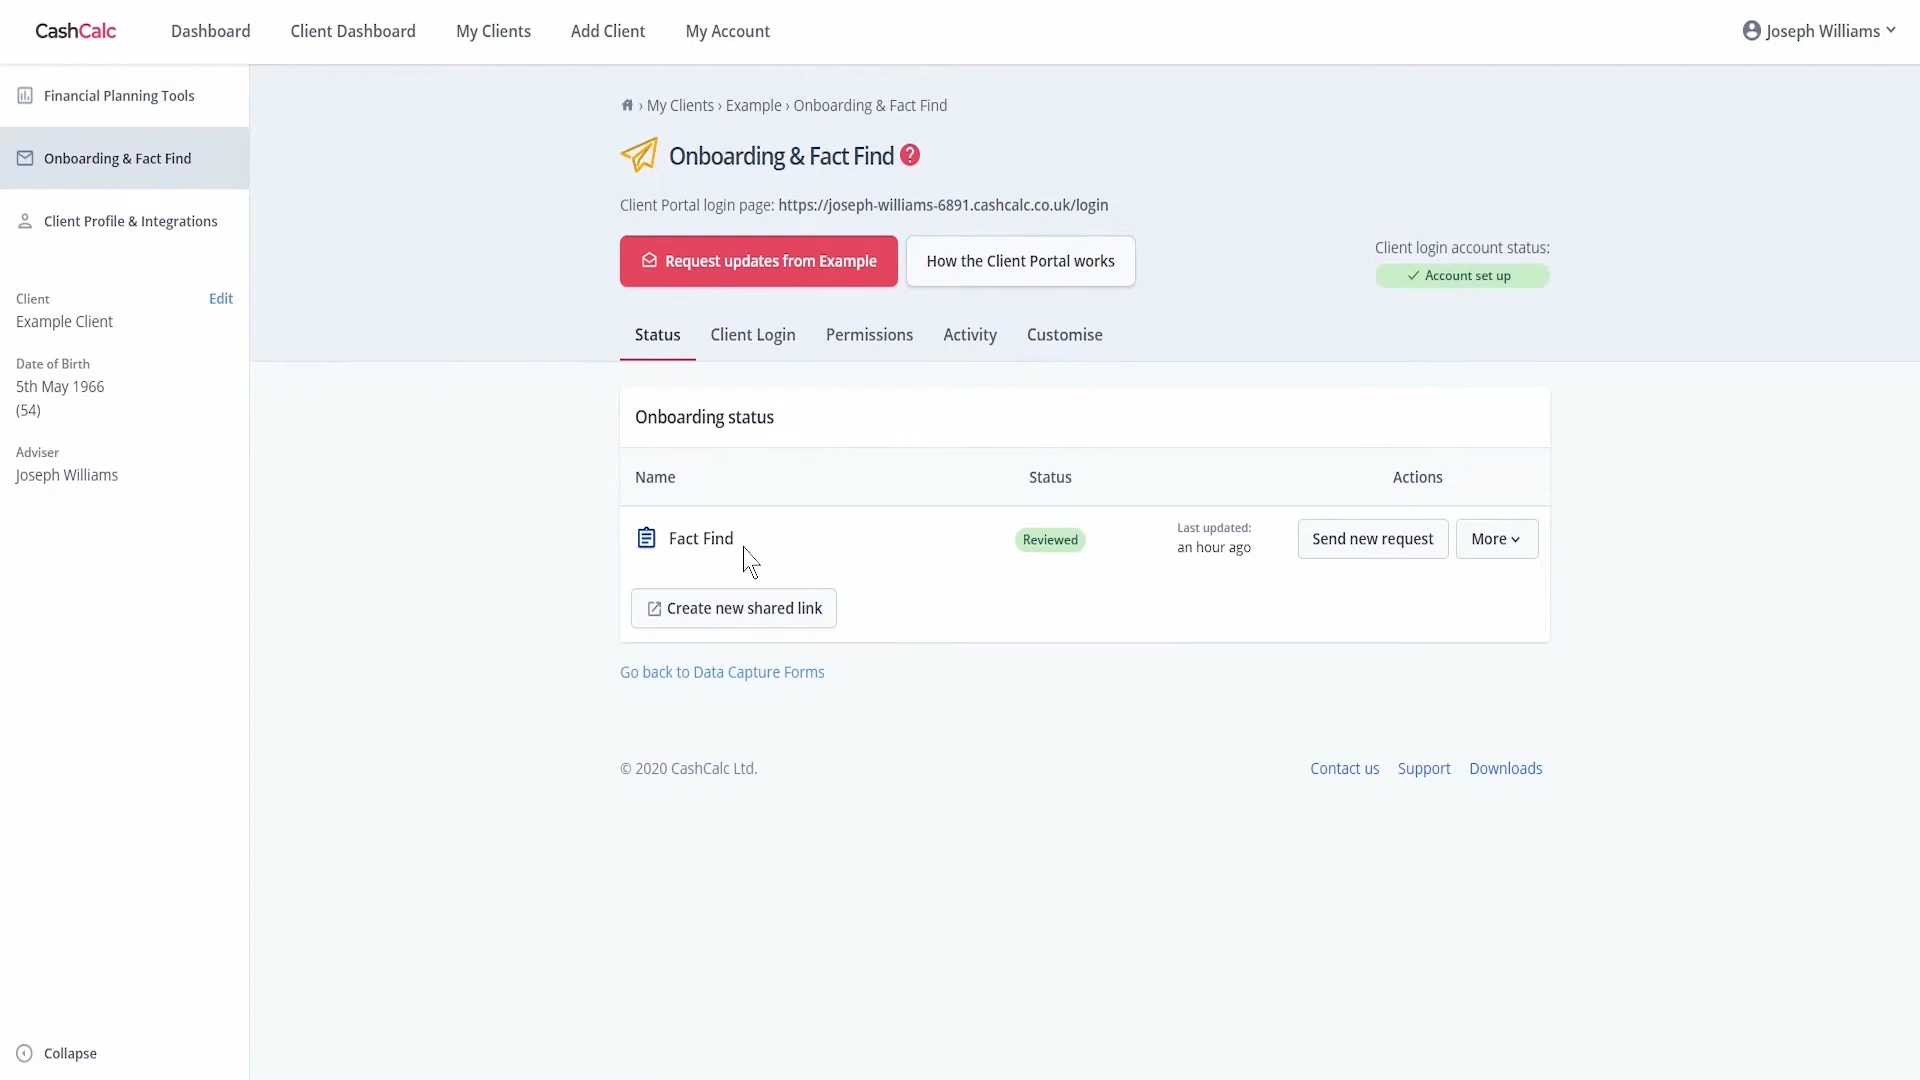 CashCalc
Dashboard
Client Dashboard
My Clients
Add Client
My Account
Joseph Williams
Financial Planning Tools
Onboarding & Fact Find
Client Profile & Integrations
Client
Edit
Example Client
Date of Birth
5th May 1966
(54)
Adviser
Joseph Williams
Collapse
› My Clients › Example › Onboarding & Fact Find
Onboarding & Fact Find ?
Client Portal login page: https://joseph-williams-6891.cashcalc.co.uk/login
Request updates from Example
How the Client Portal works
Client login account status:
Account set up
Status
Client Login
Permissions
Activity
Customise
Onboarding status
Name
Status
Actions
Fact Find
Reviewed
Last updated:
an hour ago
Send new request
More
Create new shared link
Go back to Data Capture Forms
© 2020 CashCalc Ltd.
Contact us
Support
Downloads